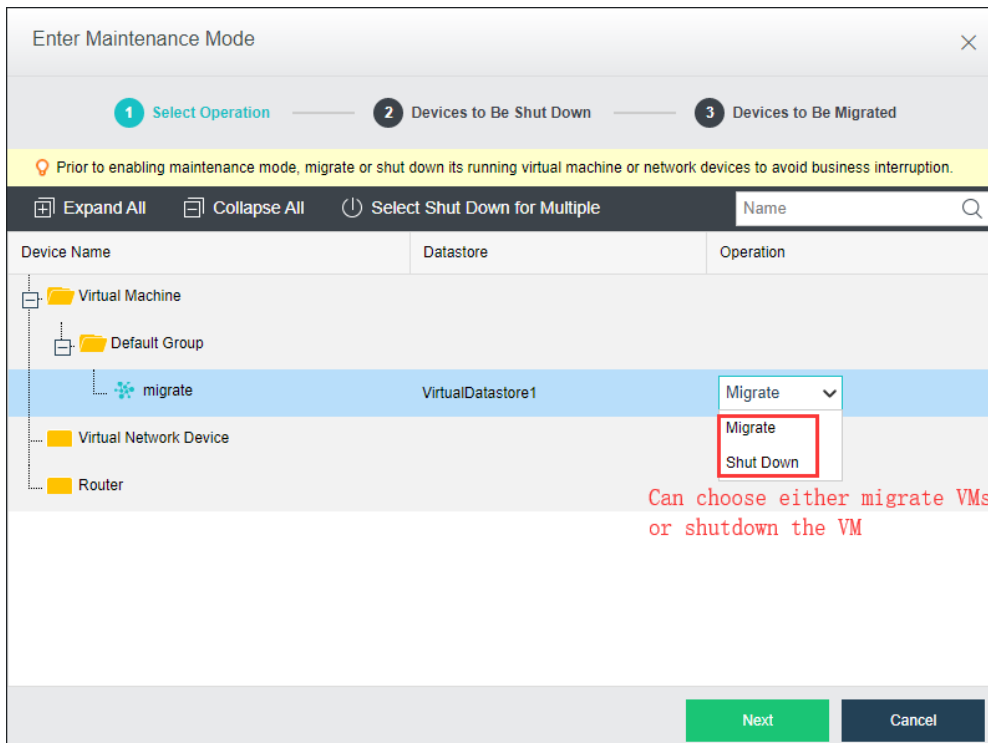 Enter Maintenance Mode
1 Select Operation 2 Devices to Be Shut Down 3 Devices to Be Migrated
Prior to enabling maintenance mode, migrate or shut down its running virtual machine or network devices to avoid business interruption.
Expand All Collapse All Select Shut Down for Multiple Name
Device Name Datastore Operation
Virtual Machine
Default Group
migrate VirtualDatastore1 Migrate
Migrate
Virtual Network Device
Shut Down
Router
Can choose either migrate VMs
or shutdown the VM
Next Cancel